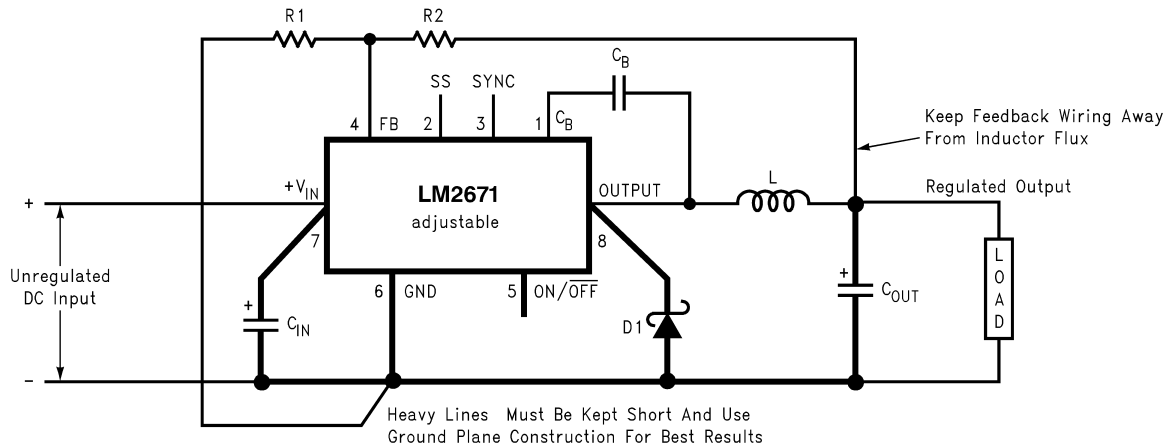 R1
R2
C_B
SS
SYNC
4
FB
2
3
1
C_B
Keep Feedback Wiring Away
From Inductor Flux
+V_IN
LM2671
adjustable
OUTPUT
L
Regulated Output
+
7
8
Unregulated
DC Input
6
GND
5
ON/O̅F̅F̅
+
C_IN
D1
+
C_OUT
LOAD
−
Heavy Lines Must Be Kept Short And Use
Ground Plane Construction For Best Results